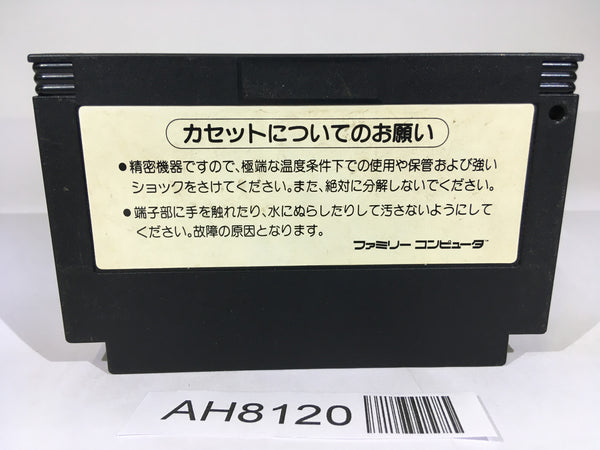 カセットについてのお願い
●精密機器ですので、極端な温度条件下での使用や保管および強い
ショックをさけてください。また、絶対に分解しないでください。
●端子部に手を触れたり、水にぬらしたりして汚さないようにして
ください。故障の原因となります。
ファミリー コンピュータ™
AH8120